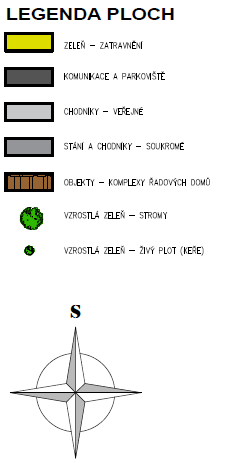 LEGENDA PLOCH
ZELEŇ – ZATRAVNĚNÍ
KOMUNIKACE A PARKOVIŠTĚ
CHODNÍKY – VEŘEJNÉ
STÁNÍ A CHODNÍKY – SOUKROMÉ
OBJEKTY – KOMPLEXY ŘADOVÝCH DOMŮ
VZROSTLÁ ZELEŇ – STROMY
VZROSTLÁ ZELEŇ – ŽIVÝ PLOT (KEŘE)
S